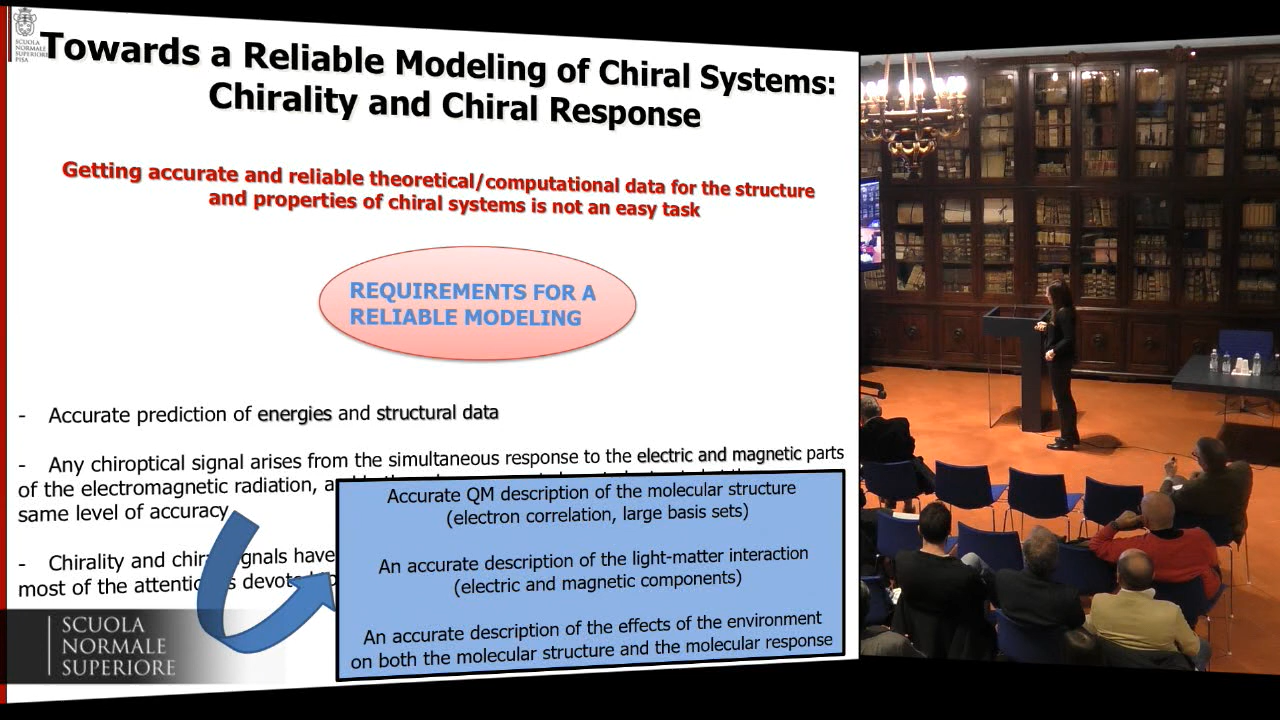 SCUOLA
NORMALE
SUPERIORE
PISA
Towards a Reliable Modeling of Chiral Systems:
Chirality and Chiral Response
Getting accurate and reliable theoretical/computational data for the structure
and properties of chiral systems is not an easy task
REQUIREMENTS FOR A
RELIABLE MODELING
- Accurate prediction of energies and structural data
- Any chiroptical signal arises from the simultaneous response to the electric and magnetic parts
of the electromagnetic radiation,
same level of accuracy
- Chirality and have
most of the
Accurate QM description of the molecular structure
(electron correlation, large basis sets)
An accurate description of the light-matter interaction
(electric and magnetic components)
An accurate description of the effects of the environment
on both the molecular structure and the molecular response
SCUOLA
NORMALE
SUPERIORE